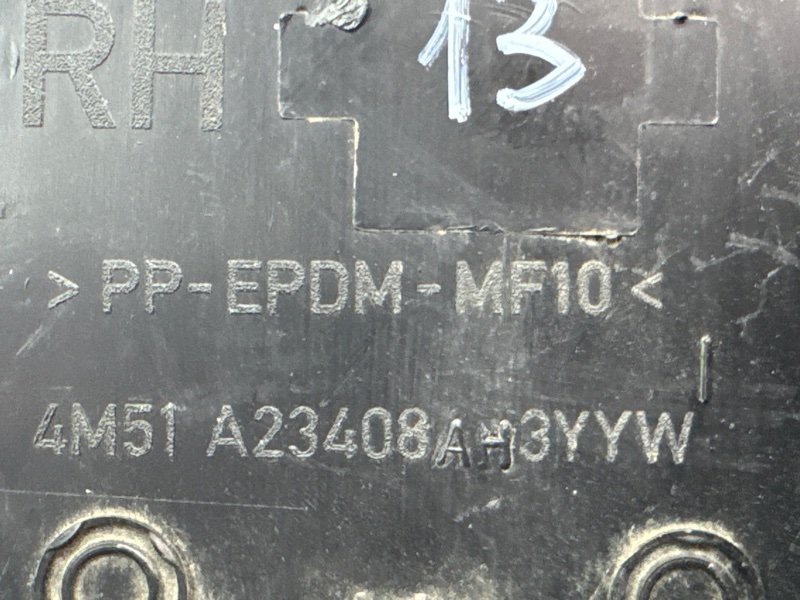 RH
13
> PP-EPDM-MF10 <
4M51 A23408AH3YYW